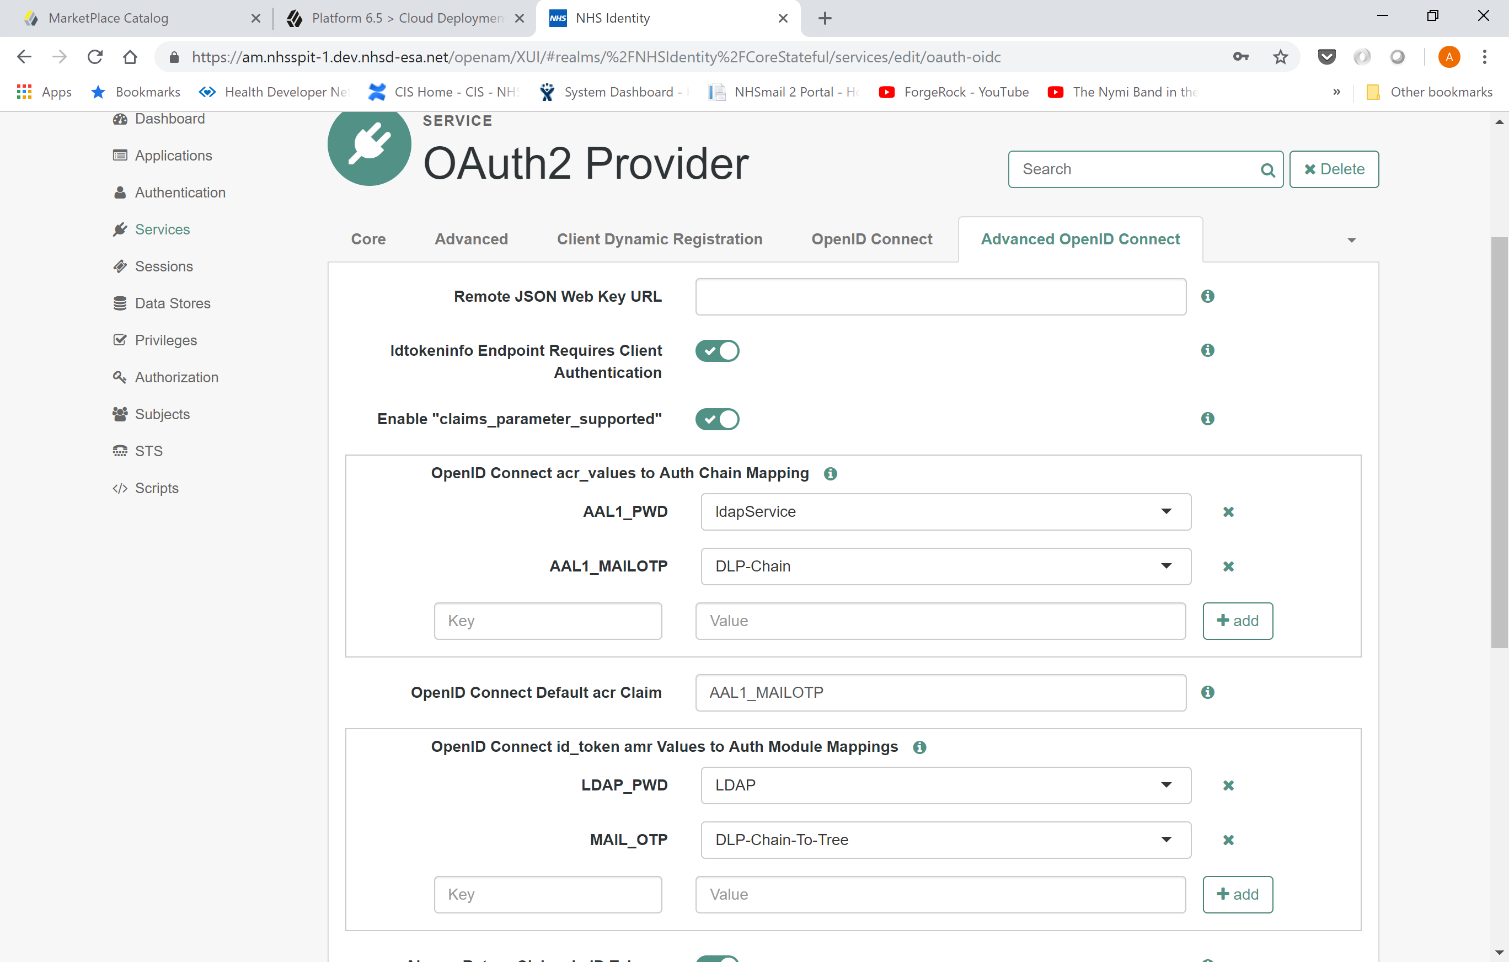 MarketPlace Catalog
Platform 6.5 > Cloud Deploymen
NHS
NHS Identity
https://am.nhsspit-1.dev.nhsd-esa.net/openam/XUI/#realms/%2FNHSIdentity%2FCoreStateful/services/edit/oauth-oidc
A
Apps
Bookmarks
Health Developer Ne
CIS Home - CIS - NHS
System Dashboard -
NHSmail 2 Portal - H
ForgeRock - YouTube
The Nymi Band in the
»
Other bookmarks
Dashboard
Applications
Authentication
Services
Sessions
Data Stores
Privileges
Authorization
Subjects
STS
Scripts
SERVICE
OAuth2 Provider
Search
Delete
Core
Advanced
Client Dynamic Registration
OpenID Connect
Advanced OpenID Connect
Remote JSON Web Key URL
Idtokeninfo Endpoint Requires Client
Authentication
Enable "claims_parameter_supported"
OpenID Connect acr_values to Auth Chain Mapping
AAL1_PWD
ldapService
AAL1_MAILOTP
DLP-Chain
Key
Value
+ add
OpenID Connect Default acr Claim
AAL1_MAILOTP
OpenID Connect id_token amr Values to Auth Module Mappings
LDAP_PWD
LDAP
MAIL_OTP
DLP-Chain-To-Tree
Key
Value
+ add